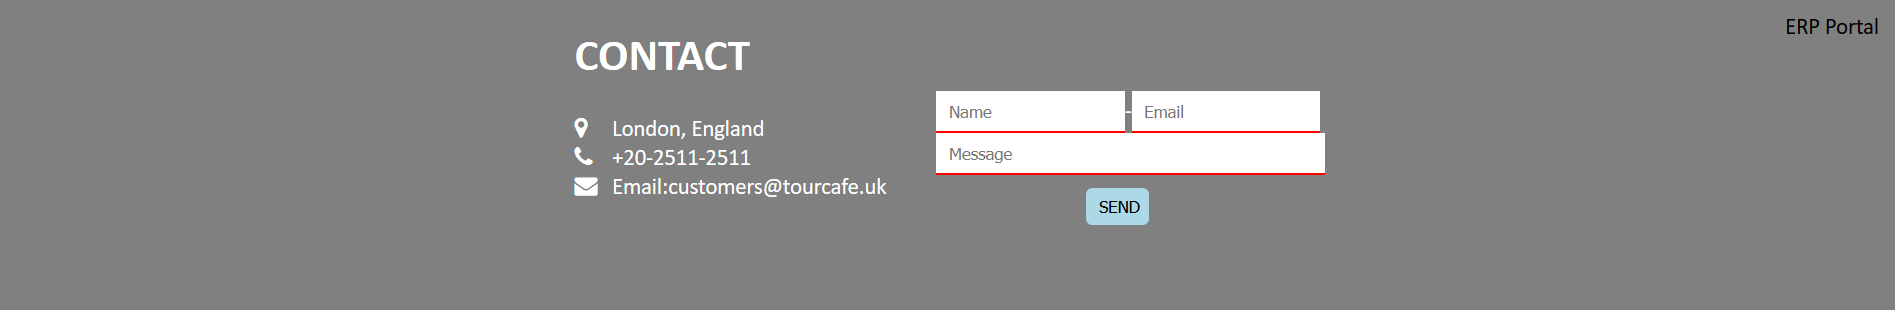 ERP Portal
CONTACT
London, England
+20-2511-2511
Email:customers@tourcafe.uk
Name - Email
Message
SEND